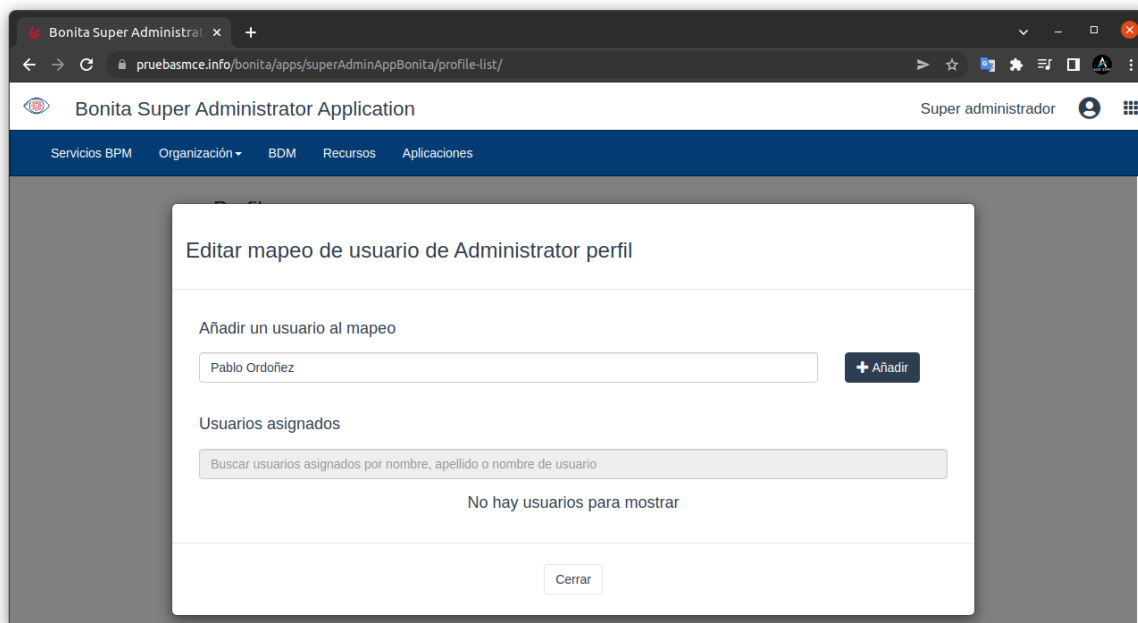 Bonita Super Administrat
pruebasmce.info/bonita/apps/superAdminAppBonita/profile-list/
Bonita Super Administrator Application
Super administrador
Servicios BPM Organización BDM Recursos Aplicaciones
Editar mapeo de usuario de Administrator perfil
Añadir un usuario al mapeo
Pablo Ordoñez
Añadir
Usuarios asignados
Buscar usuarios asignados por nombre, apellido o nombre de usuario
No hay usuarios para mostrar
Cerrar